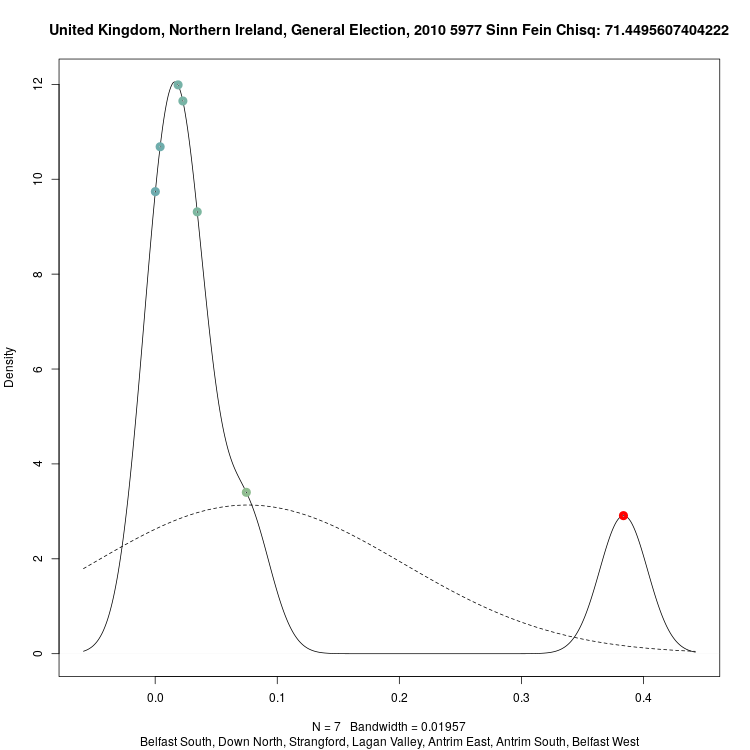 United Kingdom, Northern Ireland, General Election, 2010 5977 Sinn Fein Chisq: 71.4495607404222
Density
12
10
8
6
4
2
0
0.0 0.1 0.2 0.3 0.4
N = 7 Bandwidth = 0.01957
Belfast South, Down North, Strangford, Lagan Valley, Antrim East, Antrim South, Belfast West